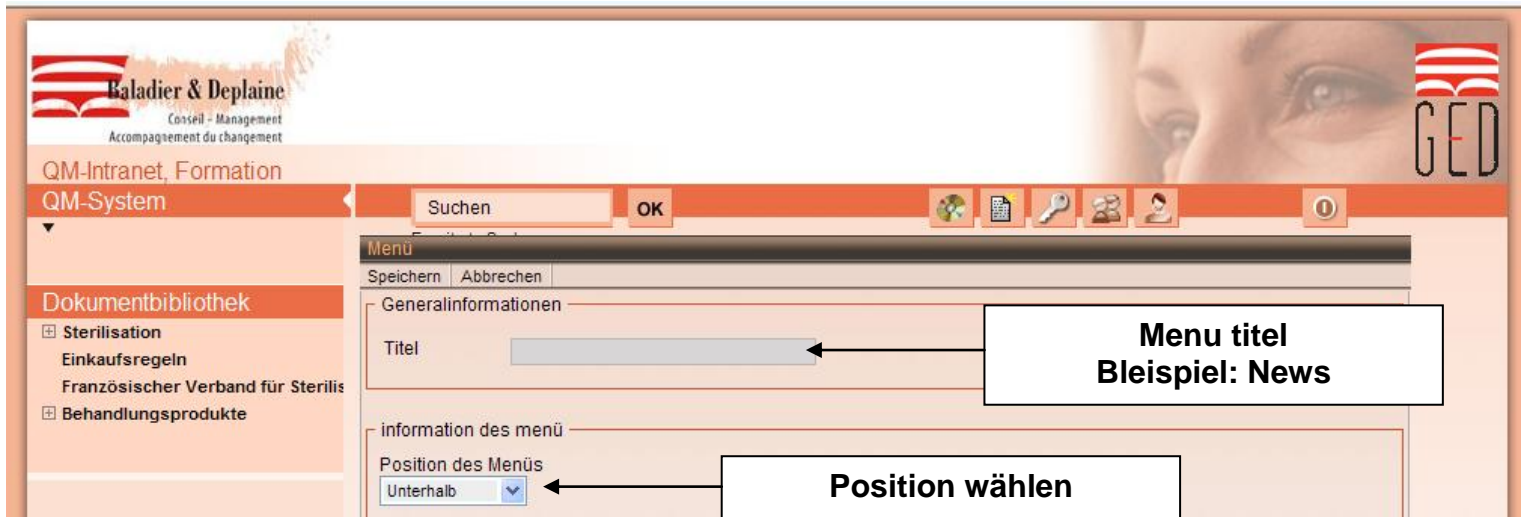 Baladier & Deplaine
Conseil - Management
Accompagnement du changement
GED
QM-Intranet, Formation
QM-System
Suchen
OK
Menü
Speichern Abbrechen
Dokumentbibliothek
Sterilisation
Einkaufsregeln
Französischer Verband für Sterilis
Behandlungsprodukte
Generalinformationen
Titel
Menu titel
Bleispiel: News
information des menü
Position des Menüs
Unterhalb
Position wählen